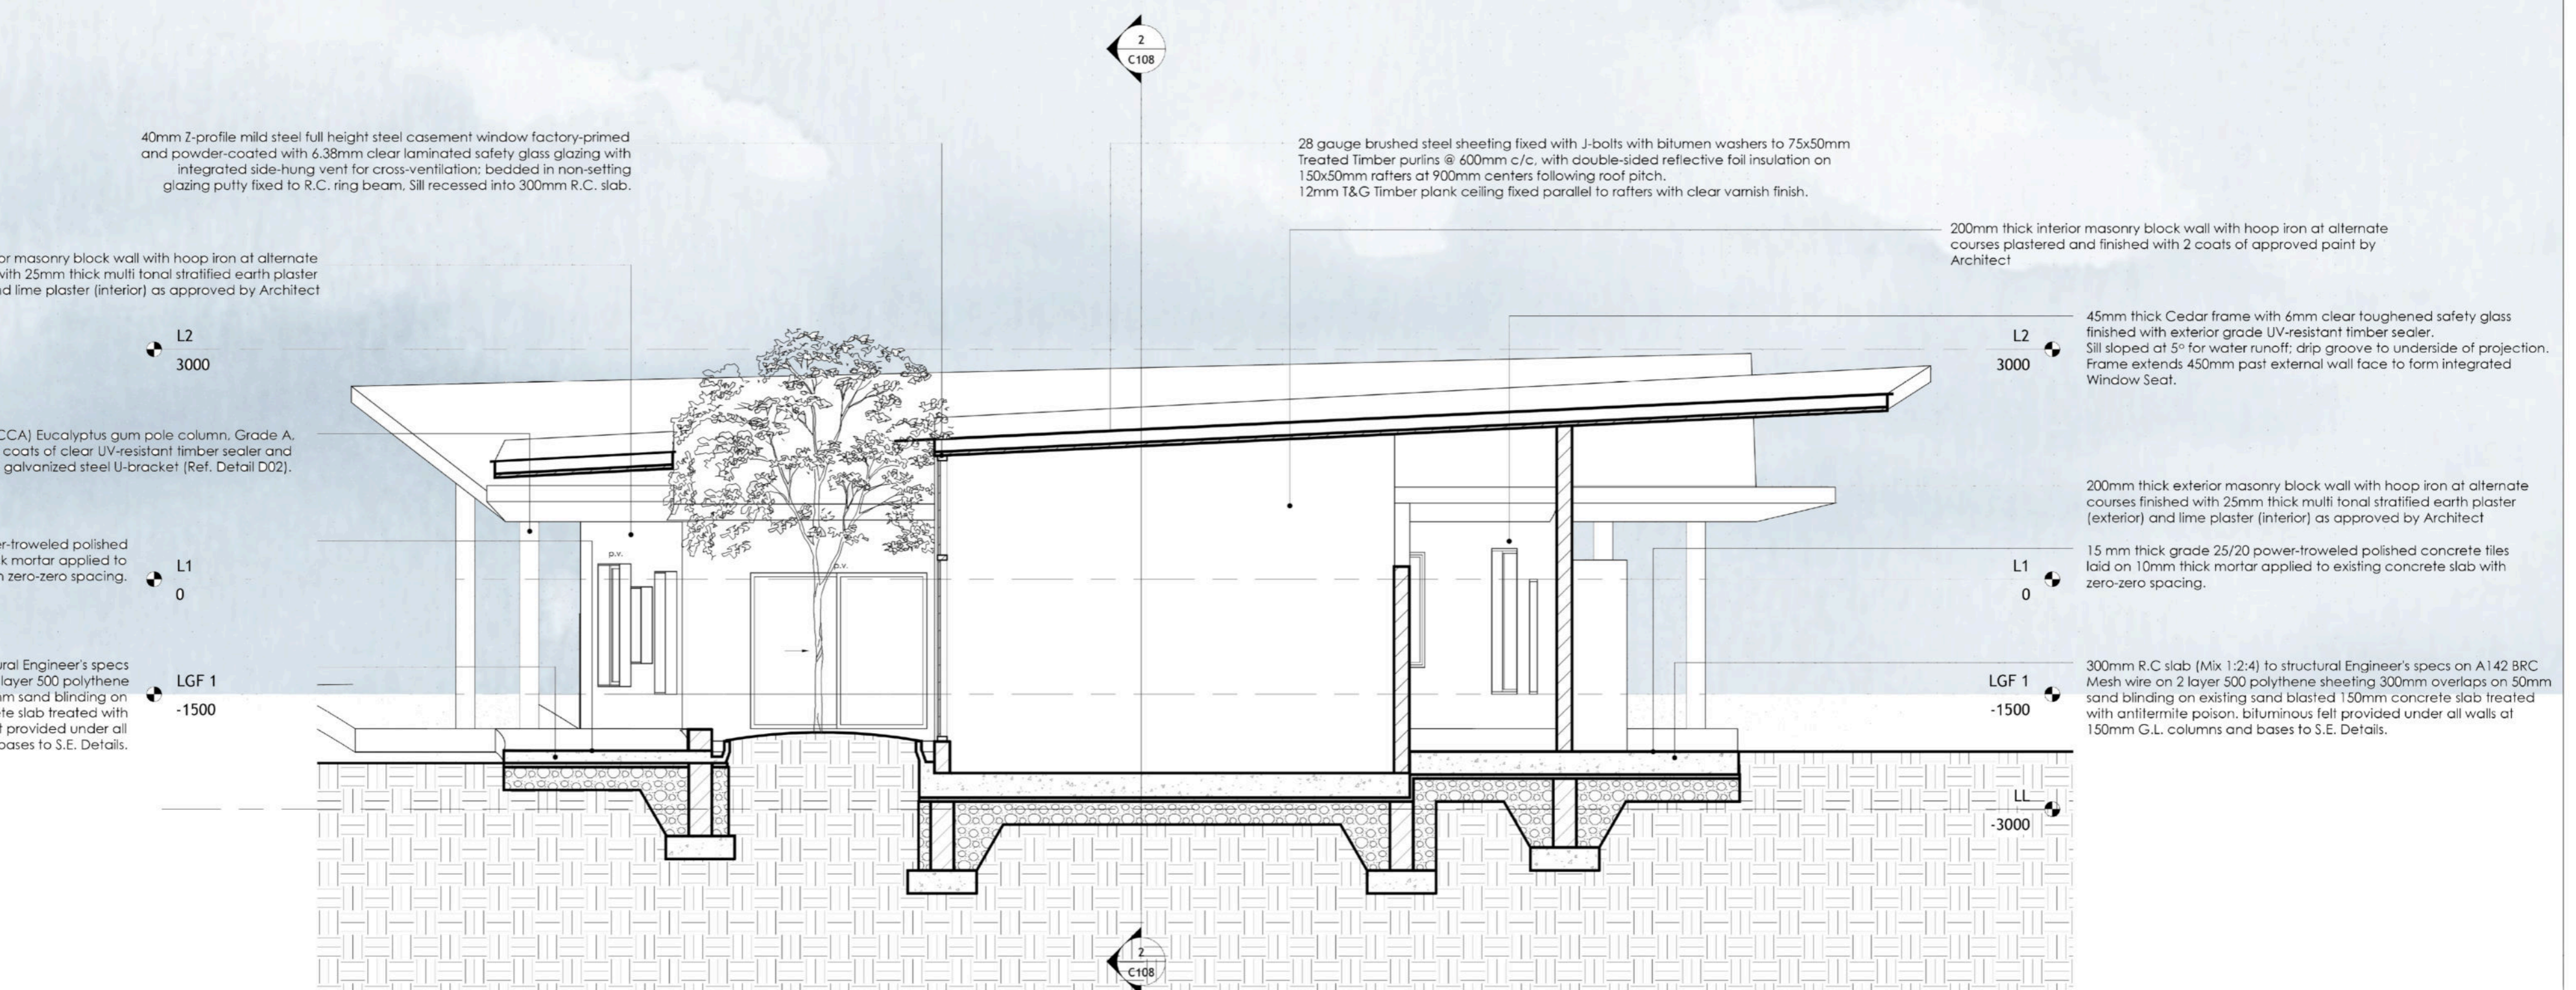 2
C108
40mm Z-profile mild steel full height steel casement window factory-primed
and powder-coated with 6.38mm clear laminated safety glass glazing with
integrated side-hung vent for cross-ventilation; bedded in non-setting
glazing putty fixed to R.C. ring beam, Sill recessed into 300mm R.C. slab.
28 gauge brushed steel sheeting fixed with J-bolts with bitumen washers to 75x50mm
Treated Timber purlins @ 600mm c/c, with double-sided reflective foil insulation on
150x50mm rafters at 900mm centers following roof pitch.
12mm T&G Timber plank ceiling fixed parallel to rafters with clear varnish finish.
200mm thick interior masonry block wall with hoop iron at alternate
courses plastered and finished with 2 coats of approved paint by
Architect
or masonry block wall with hoop iron at alternate
with 25mm thick multi tonal stratified earth plaster
nd lime plaster (interior) as approved by Architect
L2
3000
45mm thick Cedar frame with 6mm clear toughened safety glass
finished with exterior grade UV-resistant timber sealer.
Sill sloped at 5° for water runoff; drip groove to underside of projection.
Frame extends 450mm past external wall face to form integrated
Window Seat.
L2
3000
CCA) Eucalyptus gum pole column, Grade A,
coats of clear UV-resistant timber sealer and
galvanized steel U-bracket (Ref. Detail D02).
200mm thick exterior masonry block wall with hoop iron at alternate
courses finished with 25mm thick multi tonal stratified earth plaster
(exterior) and lime plaster (interior) as approved by Architect
er-troweled polished
ck mortar applied to
n zero-zero spacing.
L1
0
p.v.
p.v.
15 mm thick grade 25/20 power-troweled polished concrete tiles
laid on 10mm thick mortar applied to existing concrete slab with
zero-zero spacing.
L1
0
ural Engineer's specs
layer 500 polythene
nm sand blinding on
ete slab treated with
t provided under all
bases to S.E. Details.
LGF 1
-1500
300mm R.C slab (Mix 1:2:4) to structural Engineer's specs on A142 BRC
Mesh wire on 2 layer 500 polythene sheeting 300mm overlaps on 50mm
sand blinding on existing sand blasted 150mm concrete slab treated
with antitermite poison. bituminous felt provided under all walls at
150mm G.L. columns and bases to S.E. Details.
LGF 1
-1500
LL
-3000
2
C108